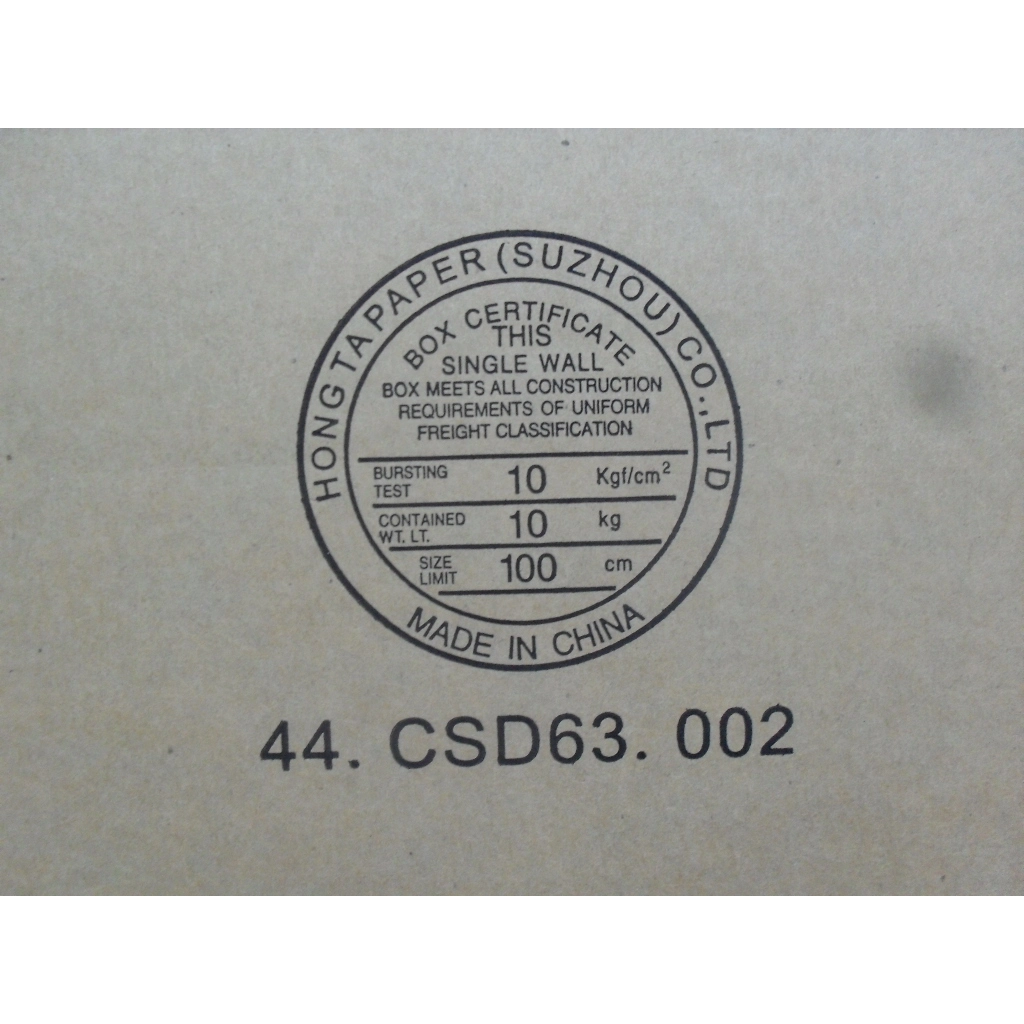 HONG TA PAPER (SUZHOU) CO.,LTD
BOX CERTIFICATE
THIS
SINGLE WALL
BOX MEETS ALL CONSTRUCTION
REQUIREMENTS OF UNIFORM
FREIGHT CLASSIFICATION
BURSTING TEST 10 Kgf/cm²
CONTAINED WT. LT. 10 kg
SIZE LIMIT 100 cm
MADE IN CHINA
44. CSD63. 002